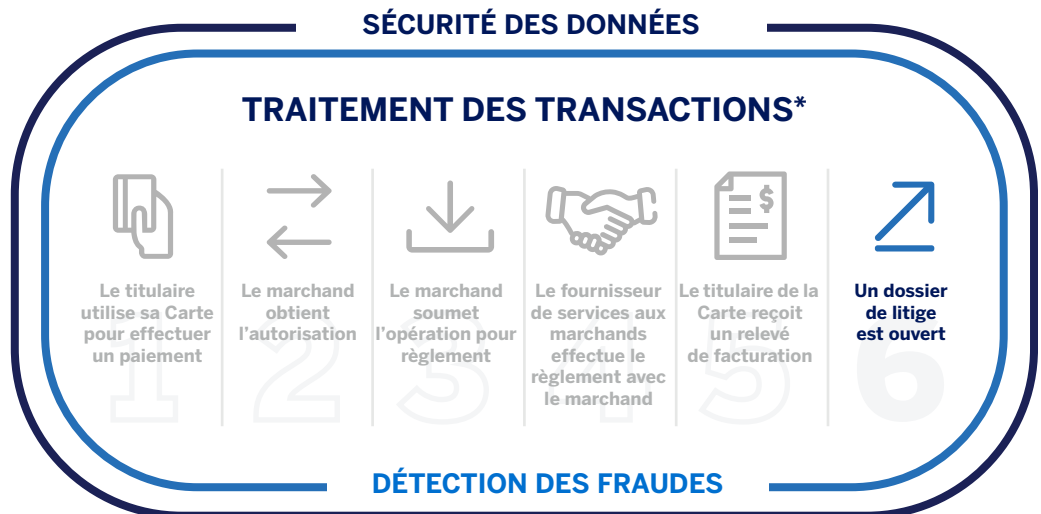 SÉCURITÉ DES DONNÉES
TRAITEMENT DES TRANSACTIONS*
$
Le titulaire
utilise sa Carte
pour effectuer
un paiement
1
Le marchand
obtient
l'autorisation
2
Le marchand
soumet
l'opération pour
règlement
3
Le fournisseur
de services aux
marchands
effectue le
règlement avec
le marchand
4
Le titulaire de la
Carte reçoit
un relevé
de facturation
5
Un dossier
de litige
est ouvert
6
DÉTECTION DES FRAUDES